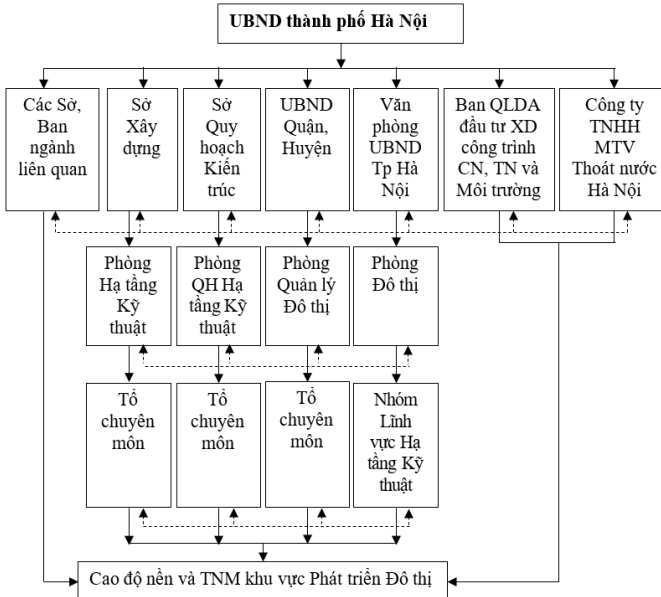 UBND thành phố Hà Nội
Các Sở,
Ban
ngành
liên quan
Sở
Xây
dựng
Sở
Quy
hoạch
Kiến
trúc
UBND
Quận,
Huyện
Văn
phòng
UBND
Tp Hà
Nội
Ban QLDA
đầu tư XD
công trình
CN, TN và
Môi trường
Công ty
TNHH
MTV
Thoát nước
Hà Nội
Phòng
Hạ tầng
Kỹ
thuật
Phòng
QH Hạ
tầng Kỹ
thuật
Phòng
Quản lý
Đô thị
Phòng
Đô thị
Tổ
chuyên
môn
Tổ
chuyên
môn
Tổ
chuyên
môn
Nhóm
Lĩnh
vực Hạ
tầng Kỹ
thuật
Cao độ nền và TNM khu vực Phát triển Đô thị